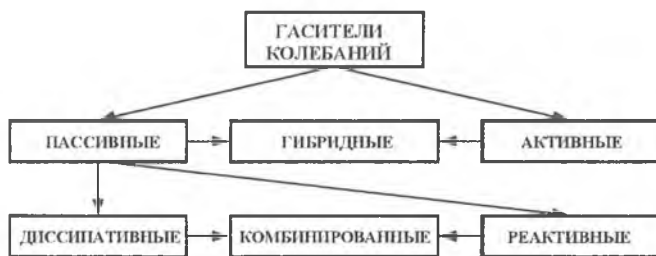 ГАСИТЕЛИ
КОЛЕБАНИЙ
ПАССИВНЫЕ
ГИБРИДНЫЕ
АКТИВНЫЕ
ДИССИПАТИВНЫЕ
КОМБИНИРОВАННЫЕ
РЕАКТИВНЫЕ